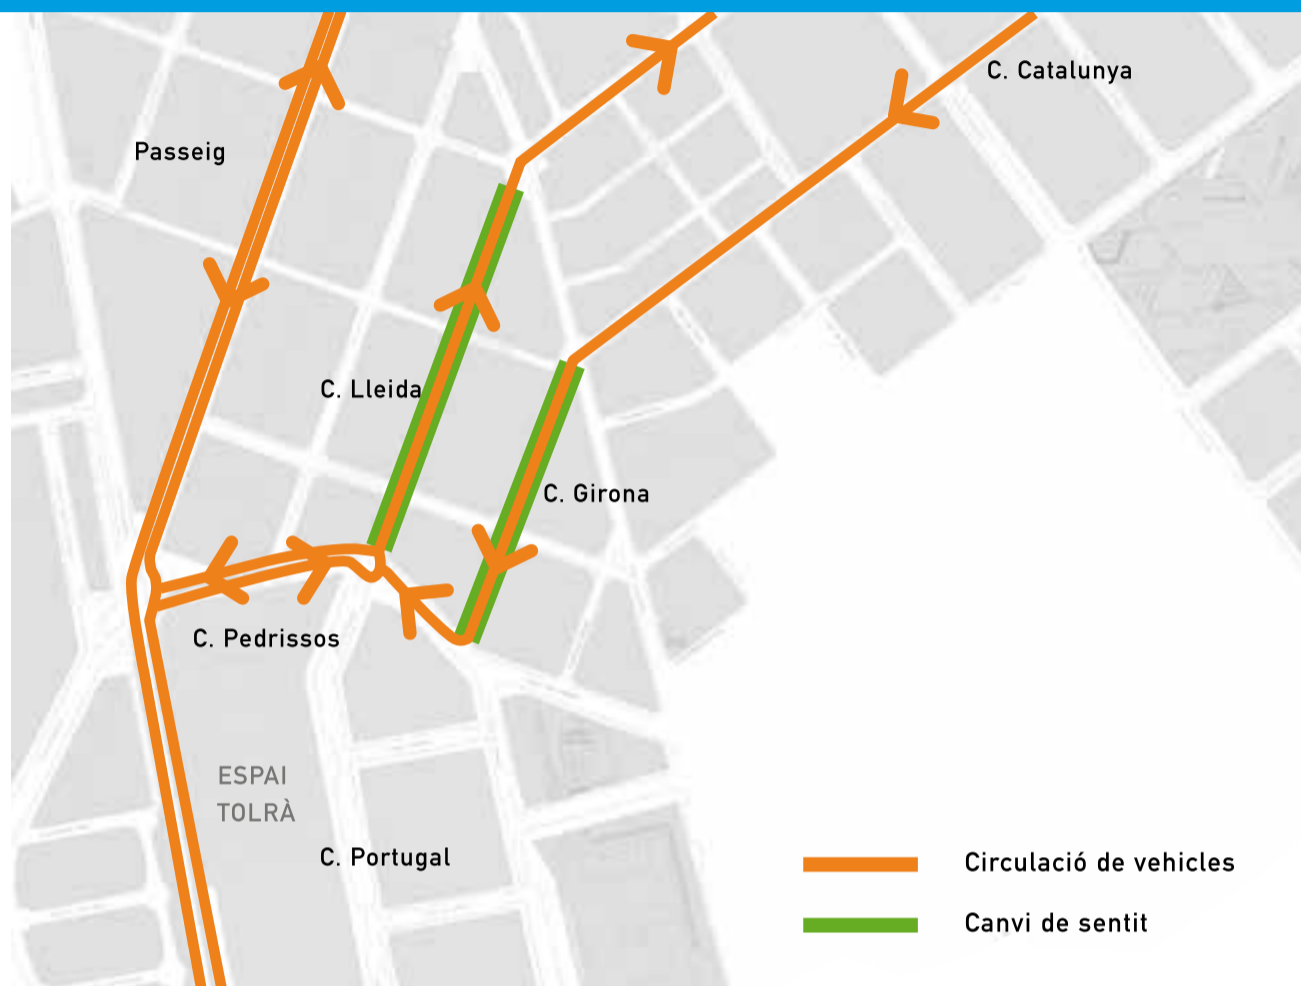 C. Catalunya
Passeig
C. Lleida
C. Girona
C. Pedrissos
ESPAI
TOLRÀ
C. Portugal
Circulació de vehicles
Canvi de sentit